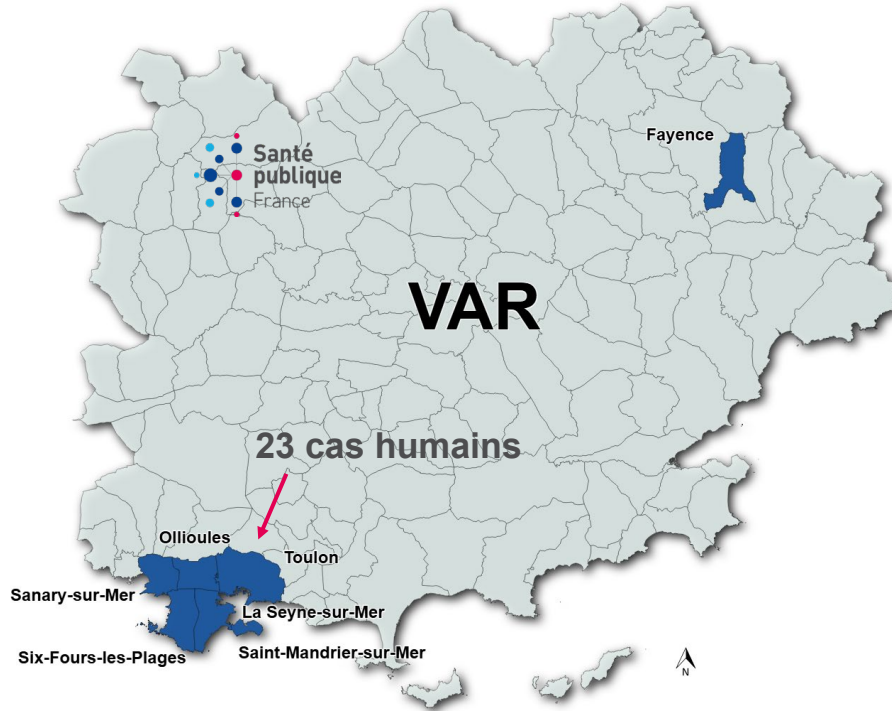 Fayence
Santé
publique
France
VAR
23 cas humains
Ollioules
Toulon
Sanary-sur-Mer
La Seyne-sur-Mer
Six-Fours-les-Plages
Saint-Mandrier-sur-Mer
N